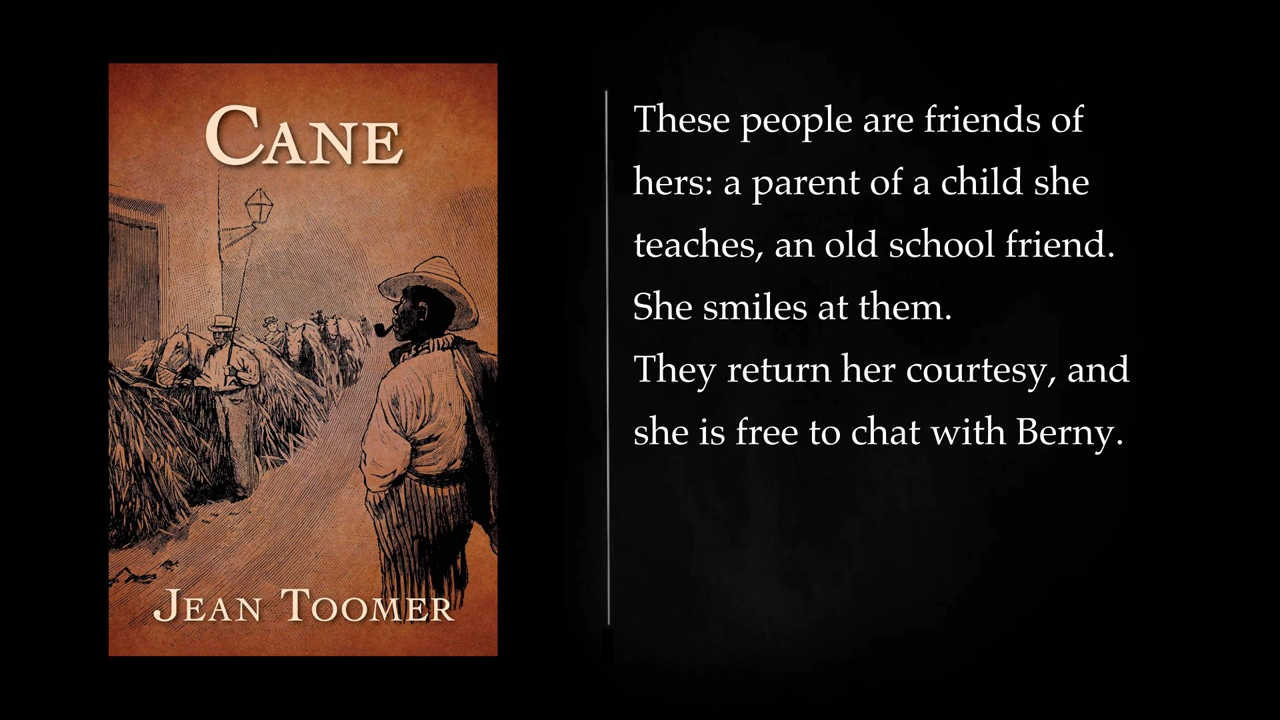 CANE
JEAN TOOMER
These people are friends of
hers: a parent of a child she
teaches, an old school friend.
She smiles at them.
They return her courtesy, and
she is free to chat with Berny.